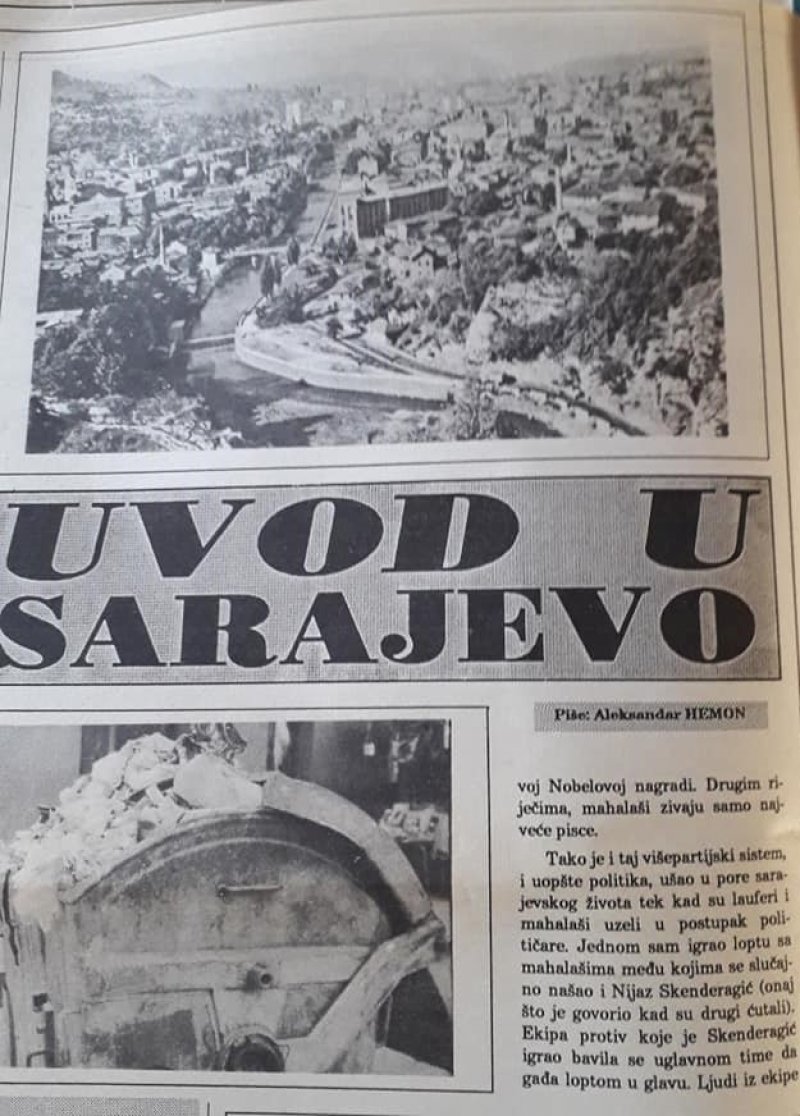 UVOD U
SARAJEVO
Piše: Aleksandar HEMON
voj Nobelovoj nagradi. Drugim ri-
ječima, mahalaši zivaju samo naj-
veće pisce.
Tako je i taj višepartijski sistem,
i uopšte politika, ušao u pore sara-
jevskog života tek kad su lauferi i
mahalaši uzeli u postupak poli-
tičare. Jednom sam igrao loptu sa
mahalašima među kojima se slučaj-
no našao i Nijaz Skenderagić (onaj
što je govorio kad su drugi ćutali).
Ekipa protiv koje je Skenderagić
igrao bavila se uglavnom time da
gađa loptom u glavu. Ljudi iz ekipe